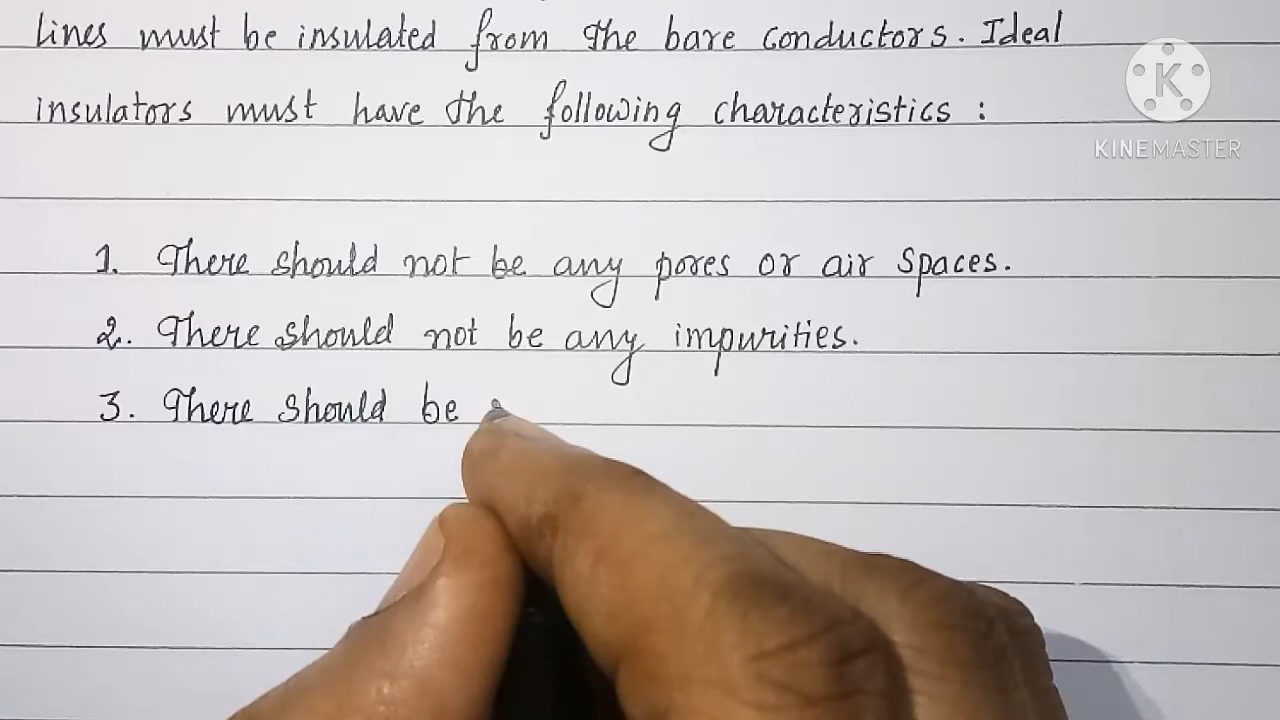 lines must be insulated from the bare conductors. Ideal
insulators must have the following characteristics :
K
KINEMASTER
1. There should not be any pores or air spaces.
2. There should not be any impurities.
3. There should be